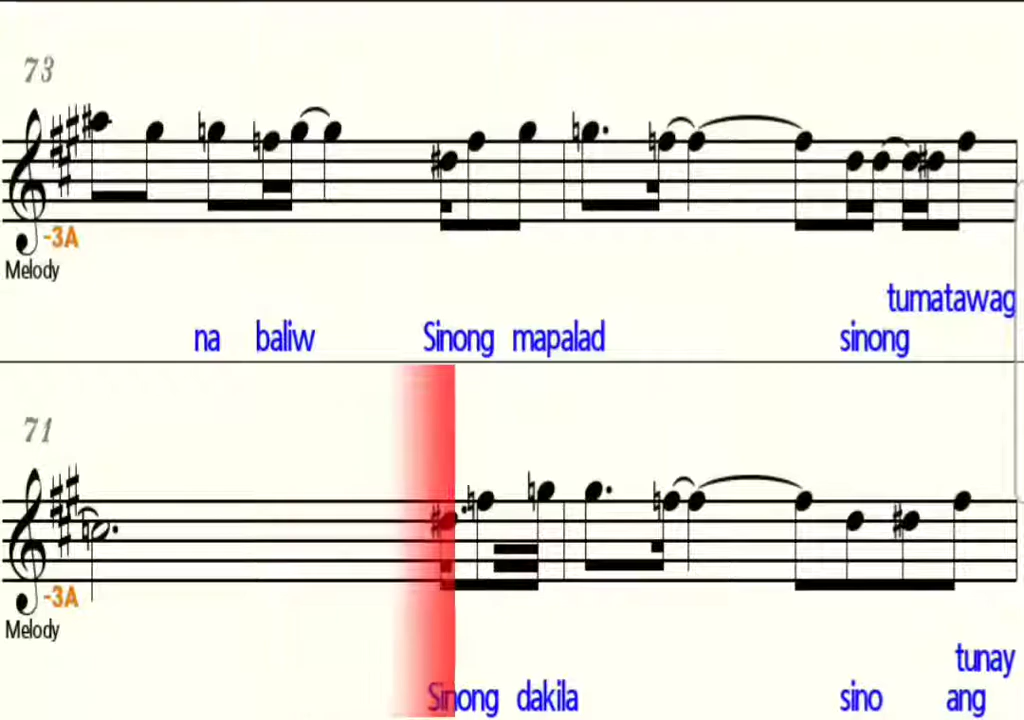 73
-3A
Melody
tumatawag
na baliw Sinong mapalad sinong
71
-3A
Melody
tunay
Sinong dakila sino ang